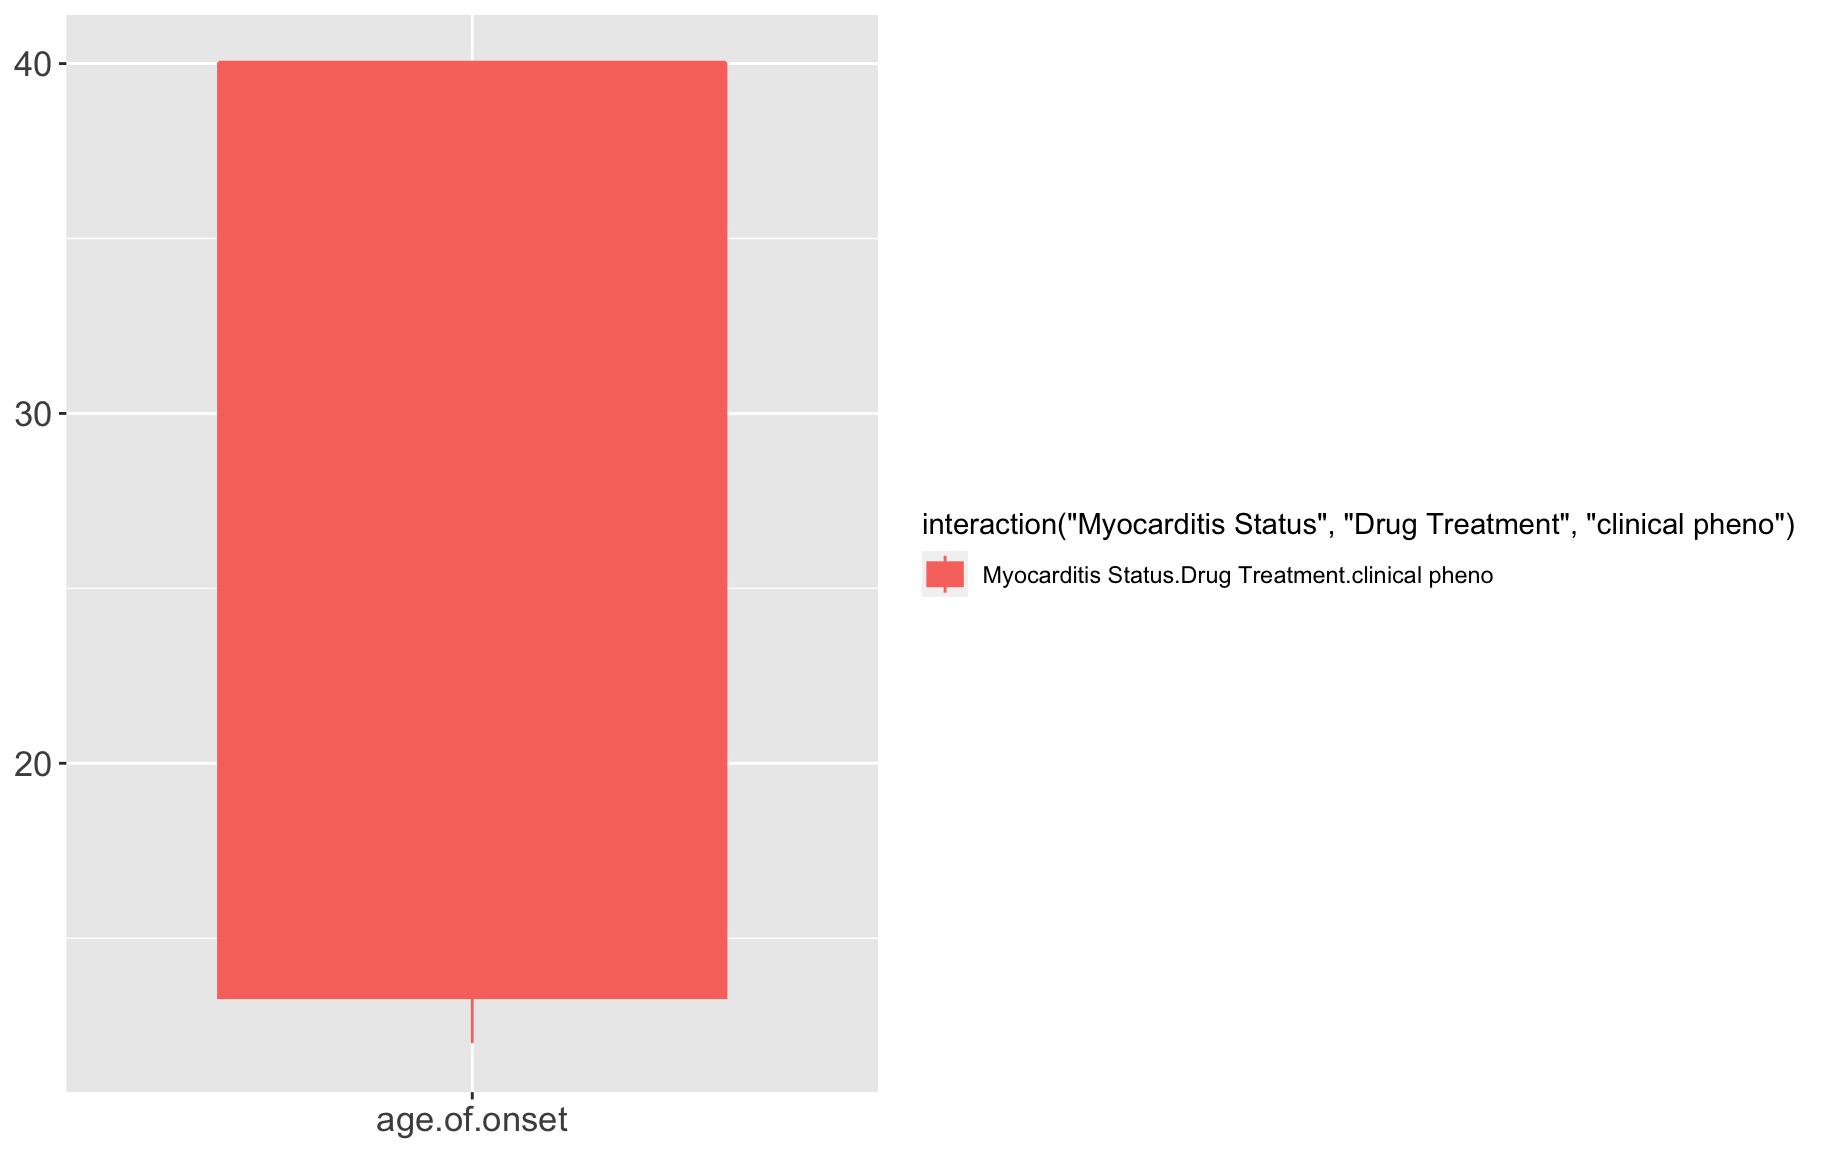 40
30
20
age.of.onset
interaction("Myocarditis Status", "Drug Treatment", "clinical pheno")
Myocarditis Status.Drug Treatment.clinical pheno